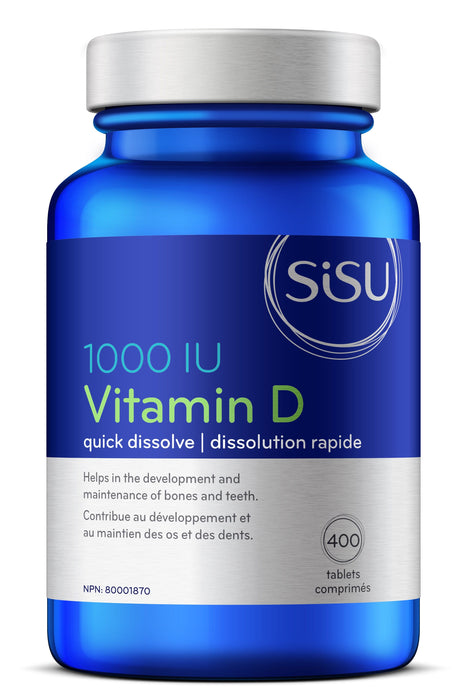 SiSU
1000 IU
Vitamin D
quick dissolve | dissolution rapide
Helps in the development and
maintenance of bones and teeth.
Contribue au développement et
au maintien des os et des dents.
400
tablets
comprimés
NPN: 80001870